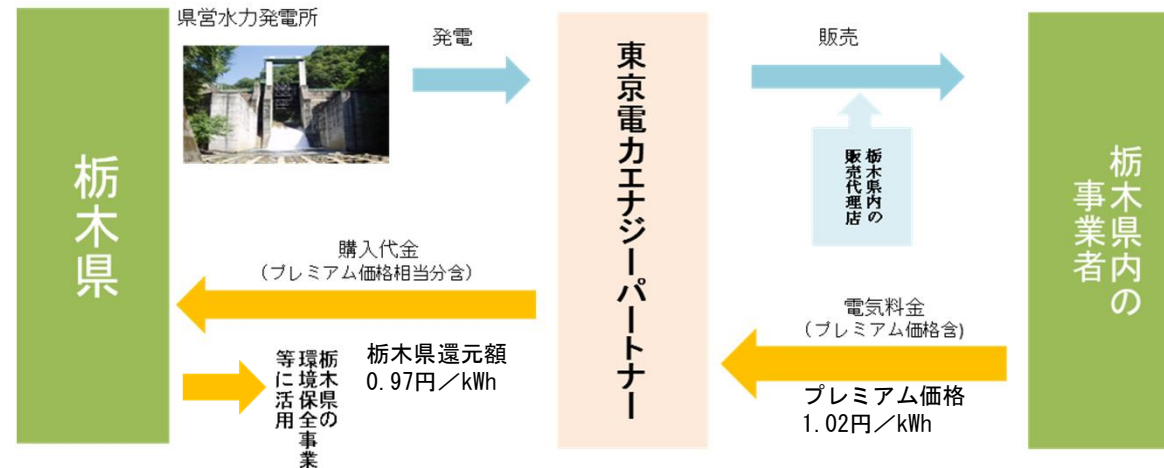 県営水力発電所
発電
販売
栃木県
東京電力エナジーパートナー
栃木県内の
販売代理店
栃木県内の
事業者
購入代金
（プレミアム価格相当分含）
電気料金
（プレミアム価格含）
栃木県還元額
0.97円／kWh
プレミアム価格
1.02円／kWh
栃木県の
環境保全事業
等に活用